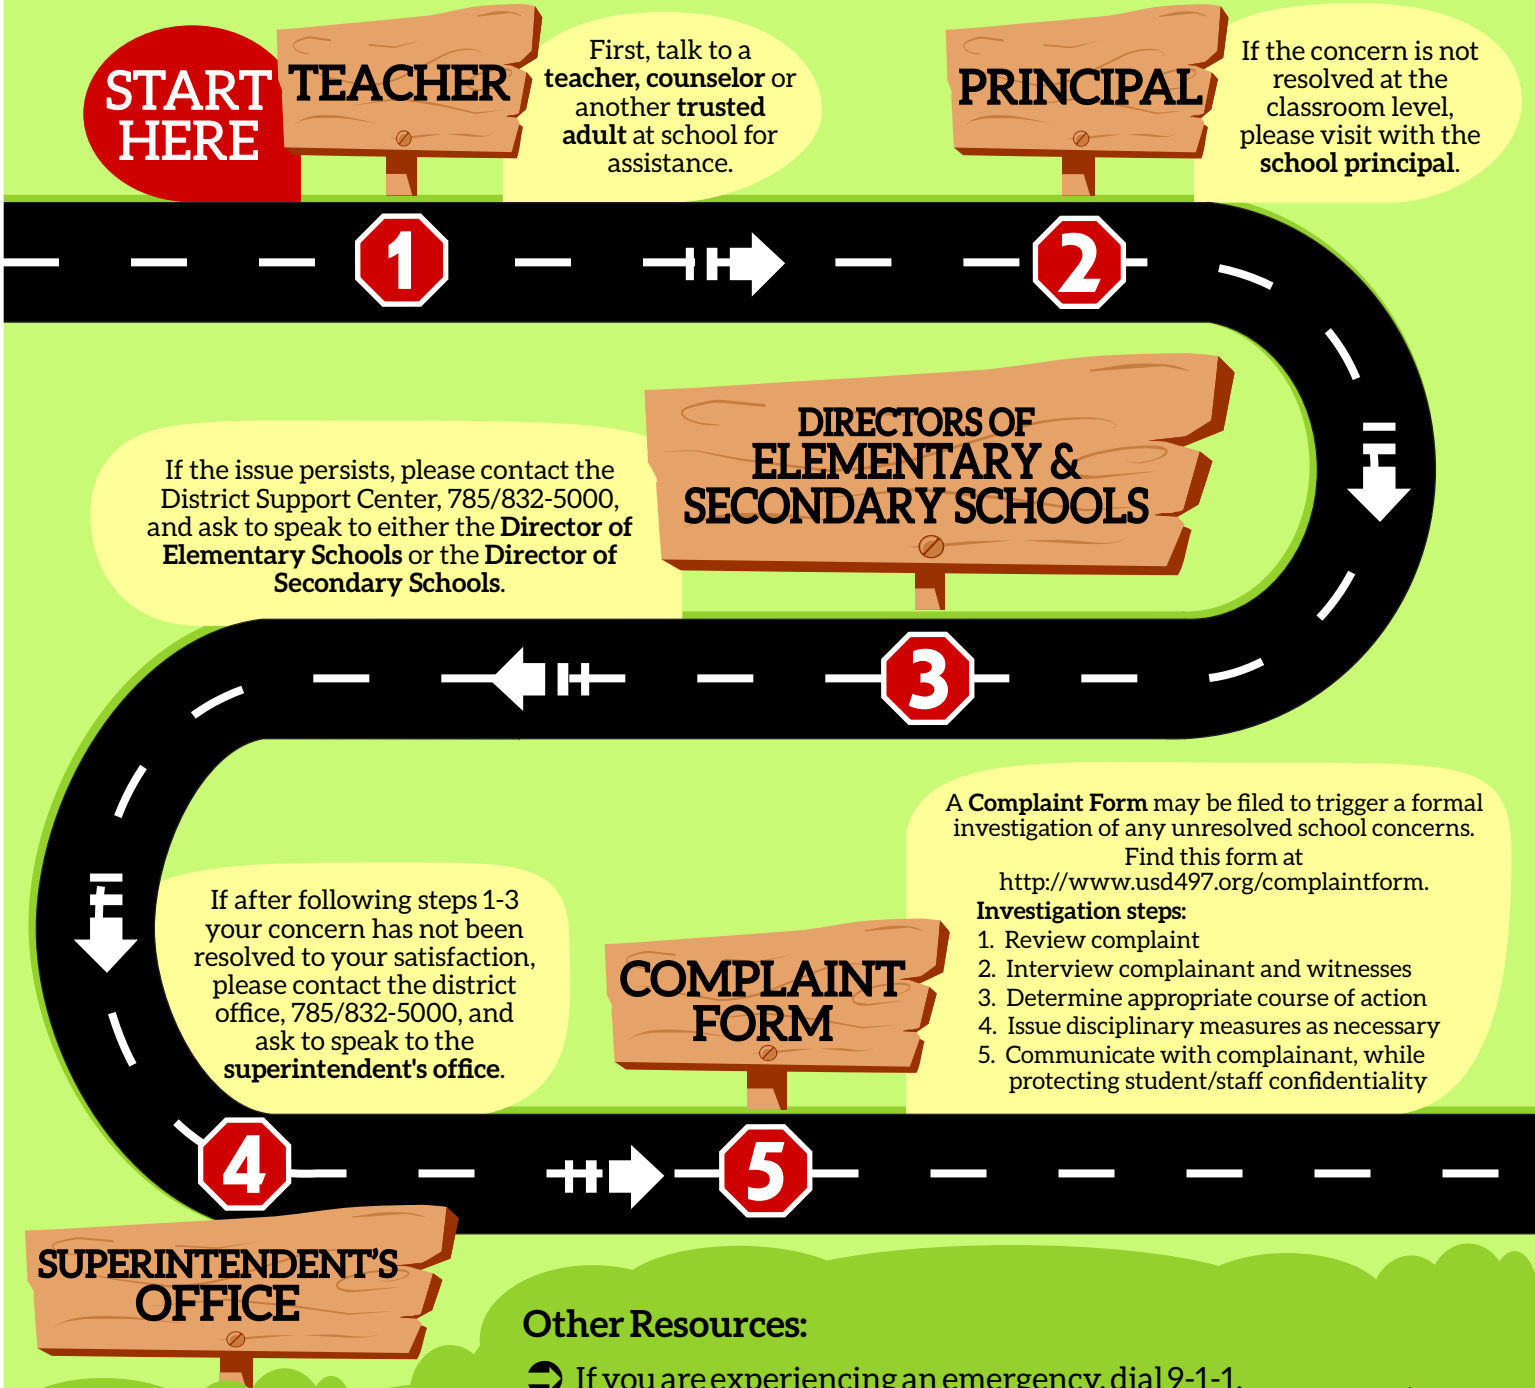 START
HERE
TEACHER
First, talk to a
teacher, counselor or
another trusted
adult at school for
assistance.
PRINCIPAL
If the concern is not
resolved at the
classroom level,
please visit with the
school principal.
1
2
DIRECTORS OF
ELEMENTARY &
SECONDARY SCHOOLS
If the issue persists, please contact the
District Support Center, 785/832-5000,
and ask to speak to either the Director of
Elementary Schools or the Director of
Secondary Schools.
3
If after following steps 1-3
your concern has not been
resolved to your satisfaction,
please contact the district
office, 785/832-5000, and
ask to speak to the
superintendent's office.
4
SUPERINTENDENT'S
OFFICE
COMPLAINT
FORM
A Complaint Form may be filed to trigger a formal
investigation of any unresolved school concerns.
Find this form at
http://www.usd497.org/complaintform.
Investigation steps:
1. Review complaint
2. Interview complainant and witnesses
3. Determine appropriate course of action
4. Issue disciplinary measures as necessary
5. Communicate with complainant, while
protecting student/staff confidentiality
5
Other Resources:
If you are experiencing an emergency, dial 9-1-1.